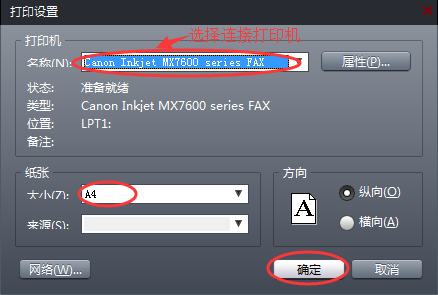 打印设置
选择连接打印机
打印机
名称(N): Canon Inkjet MX7600 series FAX 属性(P)...
状态: 准备就绪
类型: Canon Inkjet MX7600 series FAX
位置: LPT1:
备注:
纸张
大小(Z): A4
来源(S):
方向
A
纵向(O)
横向(A)
网络(W)... 确定 取消